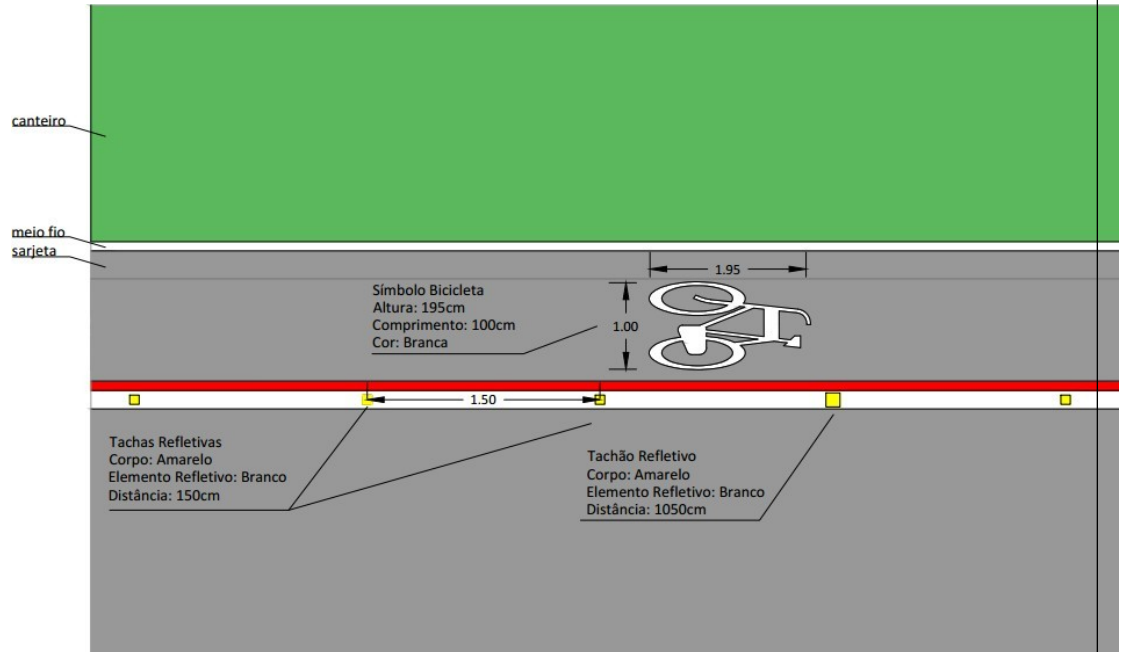 canteiro
meio fio
sarjeta
1.95
Símbolo Bicicleta
Altura: 195cm
Comprimento: 100cm
Cor: Branca
1.00
1.50
Tachas Refletivas
Corpo: Amarelo
Elemento Refletivo: Branco
Distância: 150cm
Tachão Refletivo
Corpo: Amarelo
Elemento Refletivo: Branco
Distância: 1050cm